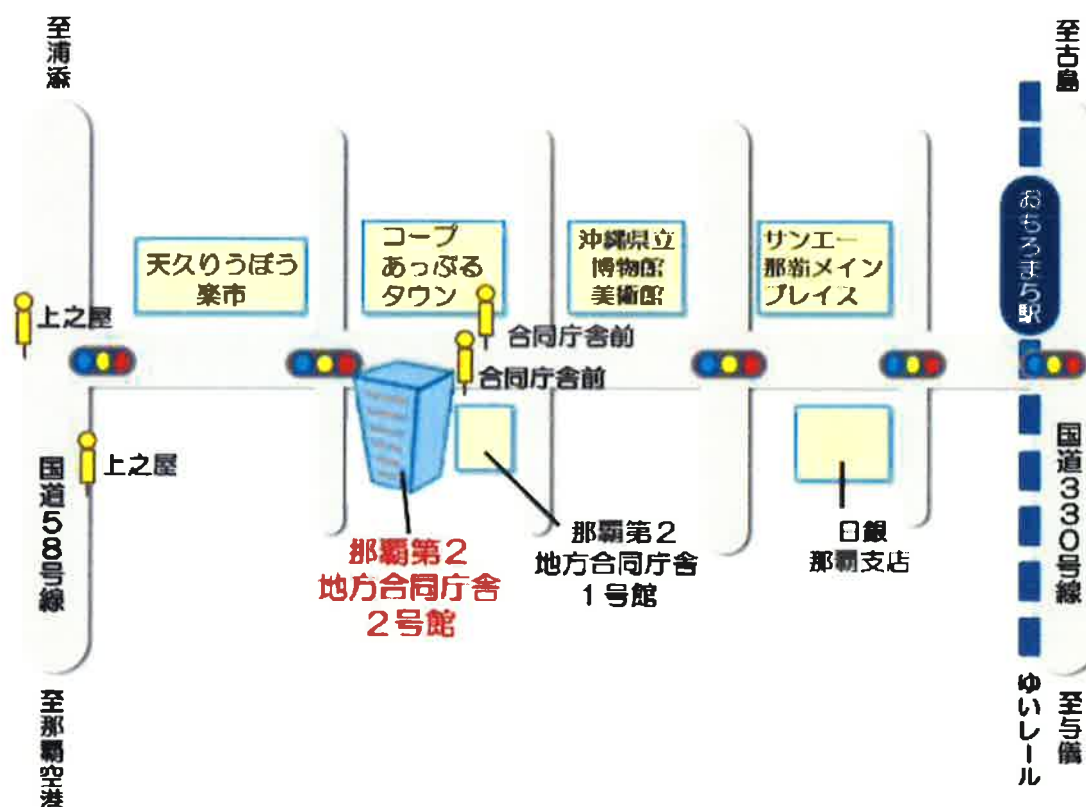 至浦添
至古島
おもろまち駅
天久りうぼう
楽市
コープ
あっぷる
タウン
沖縄県立
博物館
美術館
サンエー
那覇メイン
プレイス
上之屋
合同庁舎前
合同庁舎前
上之屋
国道58号線
国道330号線
那覇第2
地方合同庁舎
2号館
那覇第2
地方合同庁舎
1号館
日銀
那覇支店
至那覇空港
ゆいレール
至与儀